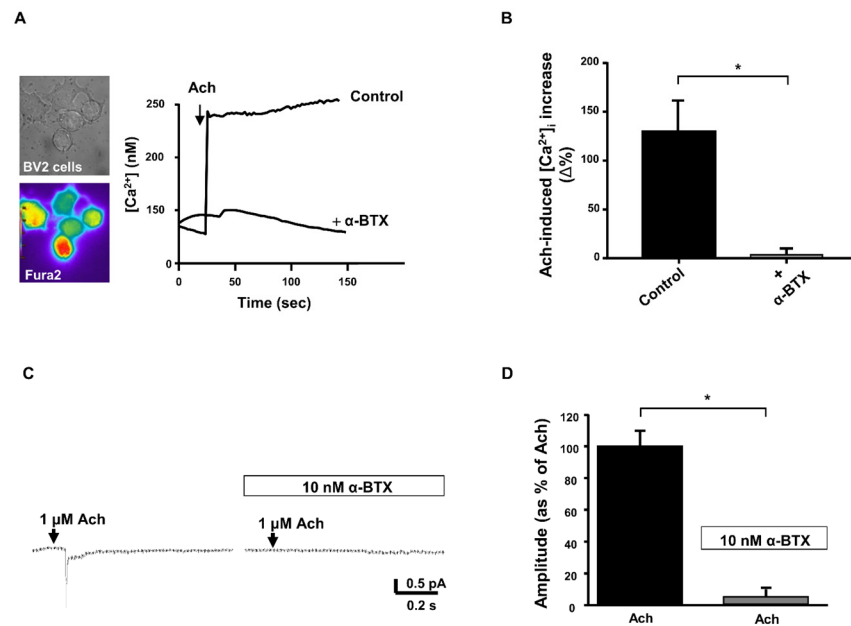 A
BV2 cells
Fura2
[Ca²⁺] (nM)
250
200
150
0
Ach
Control
+ α-BTX
0
50
100
150
Time (sec)
B
Ach-induced [Ca²⁺]ᵢ increase
(Δ%)
200
150
100
50
0
*
Control
+
α-BTX
C
10 nM α-BTX
1 µM Ach
1 µM Ach
0.5 pA
0.2 s
D
Amplitude (as % of Ach)
120
100
80
60
40
20
0
*
10 nM α-BTX
Ach
Ach